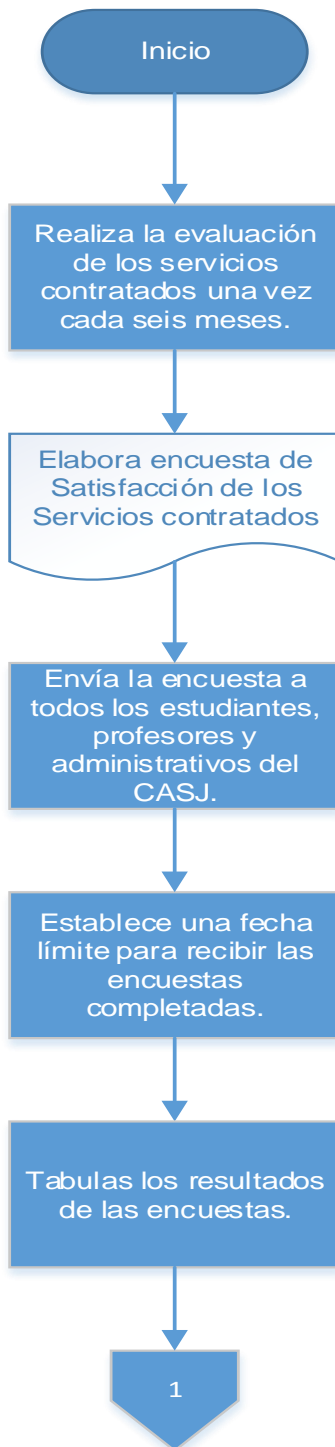 Inicio
Realiza la evaluación
de los servicios
contratados una vez
cada seis meses.
Elabora encuesta de
Satisfacción de los
Servicios contratados
Envía la encuesta a
todos los estudiantes,
profesores y
administrativos del
CASJ.
Establece una fecha
límite para recibir las
encuestas
completadas.
Tabulas los resultados
de las encuestas.
1